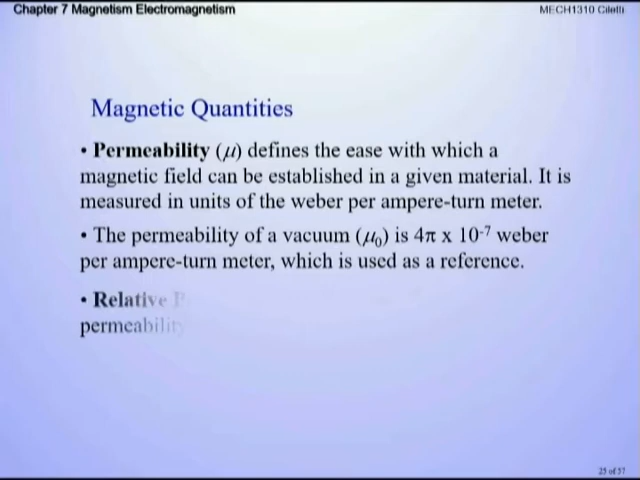 Chapter 7 Magnetism Electromagnetism
MECH1310 Ciletti
Magnetic Quantities
• Permeability (μ) defines the ease with which a
magnetic field can be established in a given material. It is
measured in units of the weber per ampere-turn meter.
• The permeability of a vacuum (μ0) is 4π x 10-7 weber
per ampere-turn meter, which is used as a reference.
• Relative
permeability
25 of 37